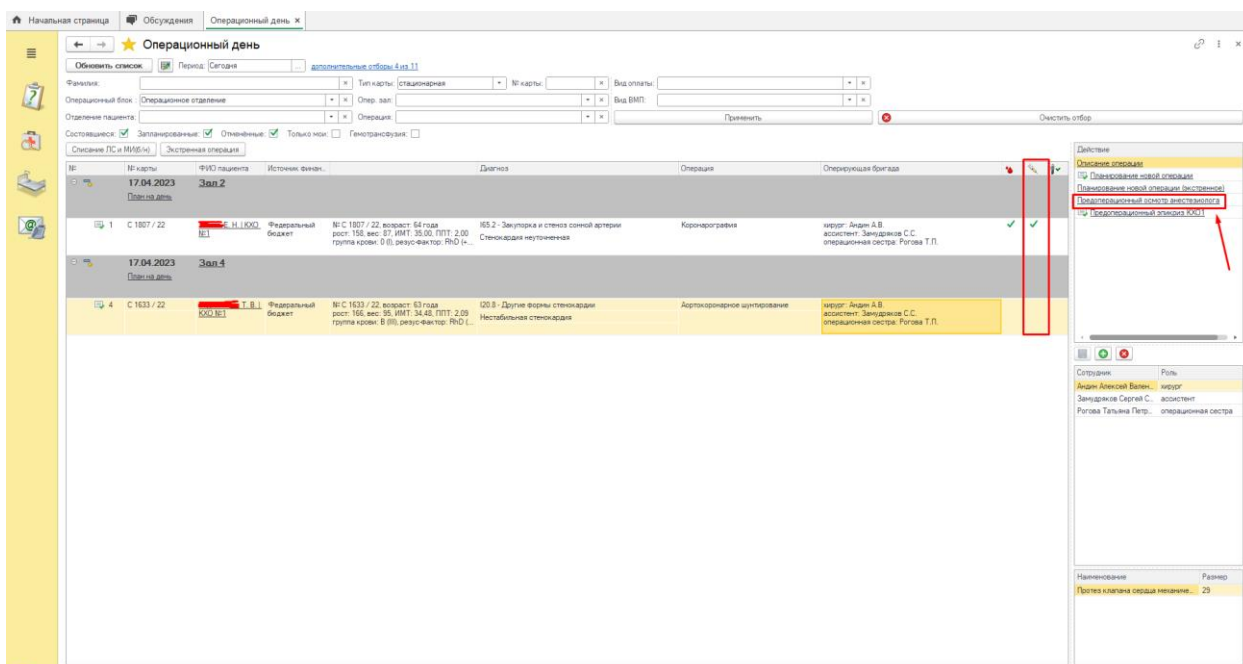 Начальная страница
Обсуждения
Операционный день ×
Операционный день
Обновить список
Период: Сегодня
...
дополнительные отборы 4 из 11
Фамилия:
Тип карты: стационарная
№ карты:
Вид оплаты:
Операционный блок : Операционное отделение
Опер. зал:
Вид ВМП:
Отделение пациента:
Операция:
Применить
Очистить отбор
Состоявшиеся:
Запланированные:
Отменённые:
Только мои:
Гемотрансфузия:
Списание ЛС и МИ(б/н)
Экстренная операция
№
№ карты
ФИО пациента
Источник финан...
Диагноз
Операция
Оперирующая бригада
17.04.2023
Зал 2
План на день
1
С 1807 / 22
Е. Н. | КХО
№1
Федеральный
бюджет
№ С 1807 / 22, возраст: 64 года
рост: 158, вес: 87, ИМТ: 35,00, ППТ: 2,00
группа крови: 0 (I), резус-фактор: RhD (+...
I65.2 - Закупорка и стеноз сонной артерии
Стенокардия неуточненная
Коронарография
хирург: Андин А.В.
ассистент: Замудряков С.С.
операционная сестра: Рогова Т.П.
17.04.2023
Зал 4
План на день
4
С 1633 / 22
Т. В. |
КХО №1
Федеральный
бюджет
№ С 1633 / 22, возраст: 63 года
рост: 166, вес: 95, ИМТ: 34,48, ППТ: 2,09
группа крови: B (III), резус-фактор: RhD (...
I20.8 - Другие формы стенокардии
Нестабильная стенокардия
Аортокоронарное шунтирование
хирург: Андин А.В.
ассистент: Замудряков С.С.
операционная сестра: Рогова Т.П.
Действие
Описание операции
Планирование новой операции
Планирование новой операции (экстренное)
Предоперационный осмотр анестезиолога
Предоперационный эпикриз КХО1
Сотрудник
Роль
Андин Алексей Вален...
хирург
Замудряков Сергей С...
ассистент
Рогова Татьяна Петр...
операционная сестра
Наименование
Размер
Протез клапана сердца механиче...
29